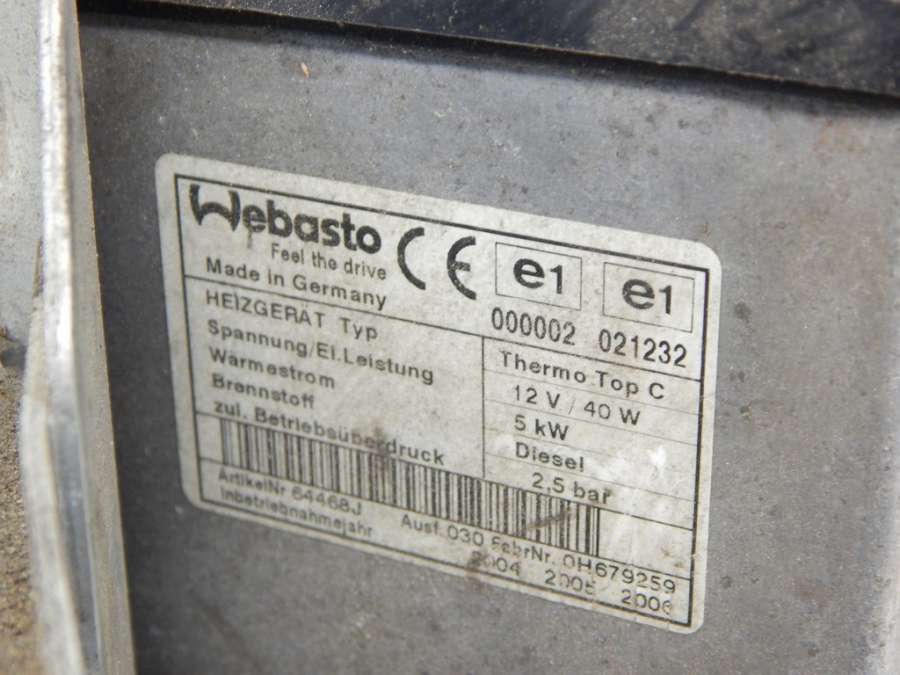 Webasto
Feel the drive
Made in Germany
CE
e1
e1
000002 021232
HEIZGERÄT Typ Thermo Top C
Spannung/El.Leistung 12 V / 40 W
Wärmestrom 5 kW
Brennstoff Diesel
zul. Betriebsüberdruck 2,5 bar
ArtikelNr 64468J Ausf. 030 FabrNr. 0H679259
Inbetriebnahmejahr 2004 2005 2006